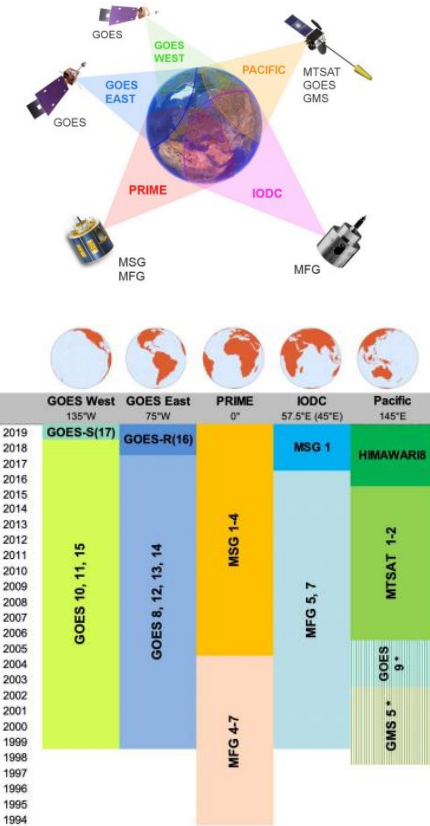 GOES
GOES WEST
PACIFIC
MTSAT
GOES
GMS
GOES EAST
GOES
PRIME
IODC
MSG
MFG
MFG
GOES West GOES East PRIME IODC Pacific
135°W 75°W 0° 57.5°E (45°E) 145°E
2019
2018
2017
2016
2015
2014
2013
2012
2011
2010
2009
2008
2007
2006
2005
2004
2003
2002
2001
2000
1999
1998
1997
1996
1995
1994
GOES-S(17)
GOES 10, 11, 15
GOES-R(16)
GOES 8, 12, 13, 14
MSG 1-4
MFG 4-7
MSG 1
MFG 5, 7
HIMAWARI8
MTSAT 1-2
GOES
9 *
GMS 5 *